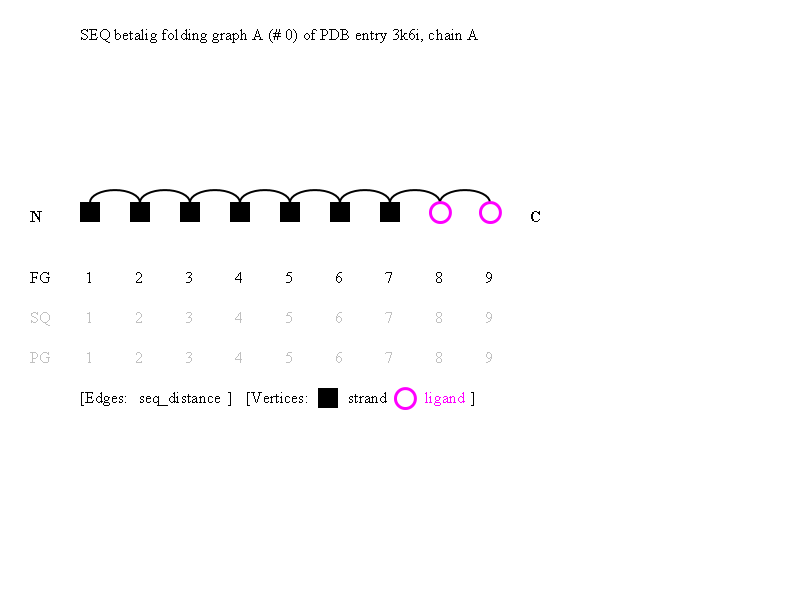 SEQ betalig folding graph A (# 0) of PDB entry 3k6i, chain A
N C
FG 1 2 3 4 5 6 7 8 9
SQ 1 2 3 4 5 6 7 8 9
PG 1 2 3 4 5 6 7 8 9
[Edges: seq_distance ] [Vertices: strand ligand ]